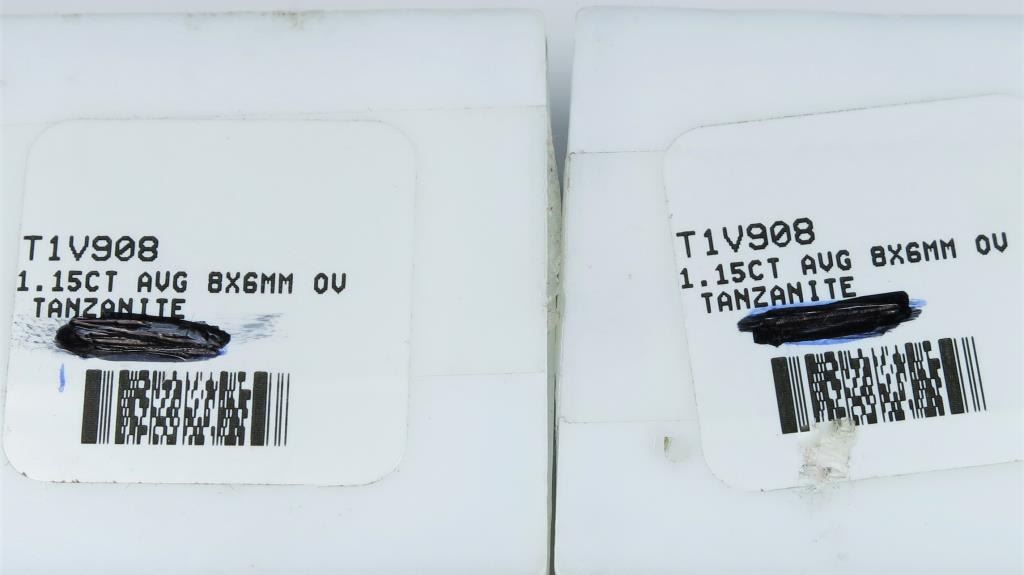 T1V908
1.15CT AVG 8X6MM OV
TANZANITE
T1V908
1.15CT AVG 8X6MM OV
TANZANITE